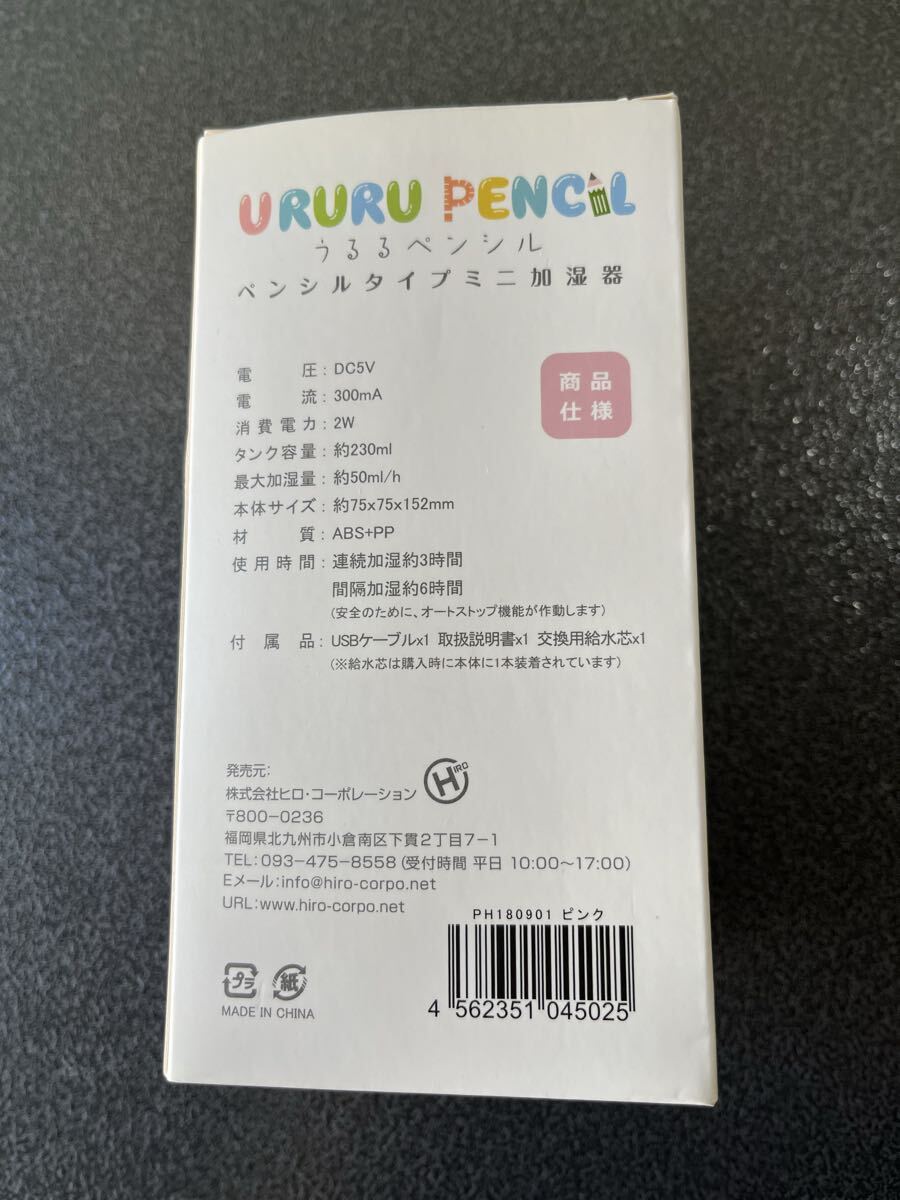 URURU PENCIL
うるるペンシル
ペンシルタイプミニ加湿器
商品
仕様
電圧：DC5V
電流：300mA
消費電力：2W
タンク容量：約230ml
最大加湿量：約50ml/h
本体サイズ：約75x75x152mm
材質：ABS+PP
使用時間：連続加湿約3時間
間隔加湿約6時間
(安全のために、オートストップ機能が作動します)
付属品：USBケーブルx1 取扱説明書x1 交換用給水芯x1
(※給水芯は購入時に本体に1本装着されています)
発売元：
株式会社ヒロ・コーポレーション
HIRO
〒800-0236
福岡県北九州市小倉南区下貫2丁目7-1
TEL：093-475-8558 (受付時間 平日 10:00～17:00)
Eメール：info@hiro-corpo.net
URL：www.hiro-corpo.net
PH180901 ピンク
4 562351 045025
プラ
紙
MADE IN CHINA